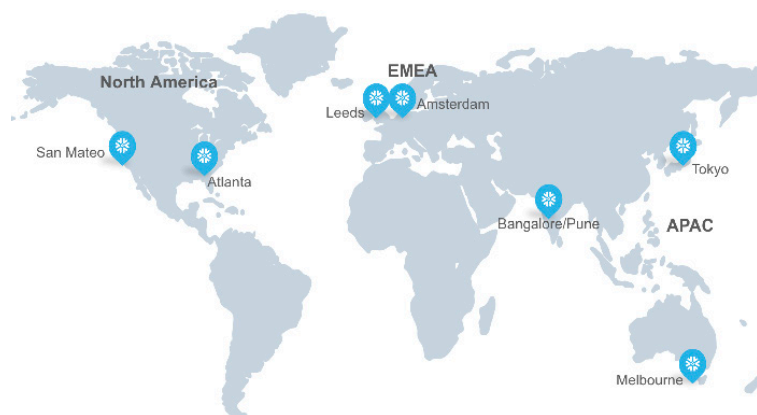 North America
EMEA
Leeds
Amsterdam
San Mateo
Atlanta
Tokyo
Bangalore/Pune
APAC
Melbourne